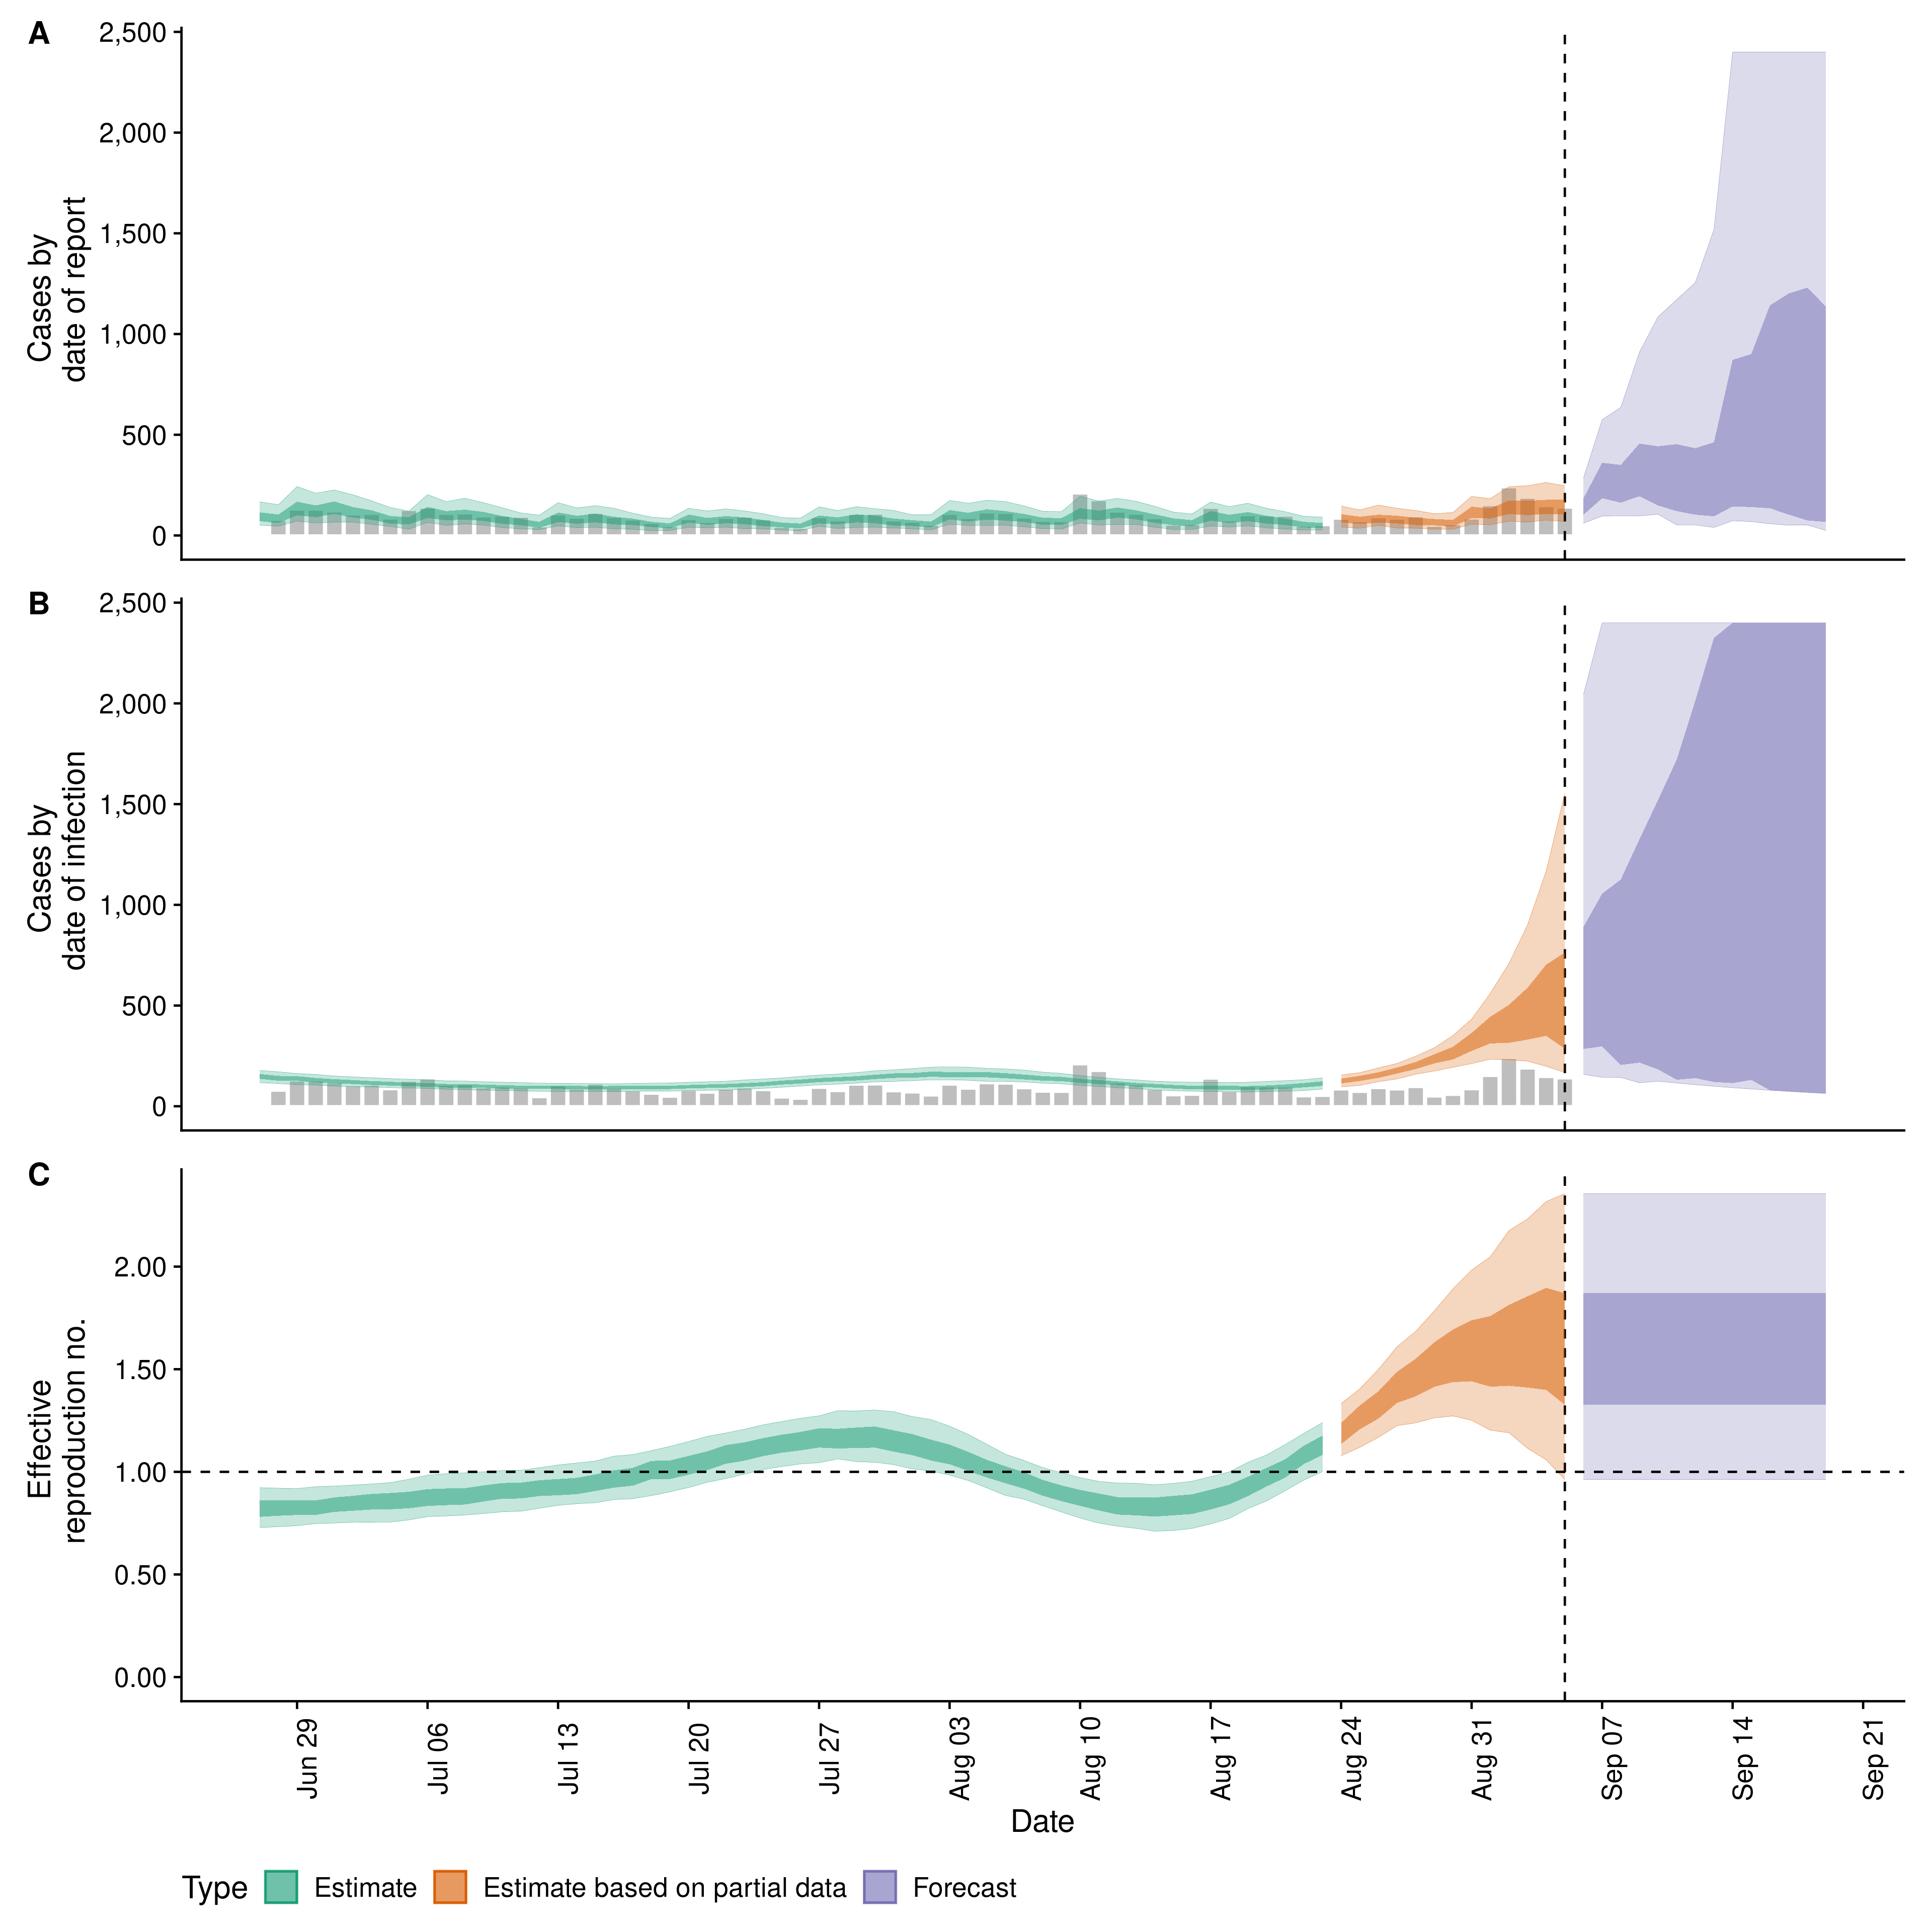 A
2,500
2,000
1,500
1,000
500
0
Cases by
date of report
B
2,500
2,000
1,500
1,000
500
0
Cases by
date of infection
C
2.00
1.50
1.00
0.50
0.00
Effective
reproduction no.
Jun 29
Jul 06
Jul 13
Jul 20
Jul 27
Aug 03
Aug 10
Aug 17
Aug 24
Aug 31
Sep 07
Sep 14
Sep 21
Date
Type Estimate Estimate based on partial data Forecast